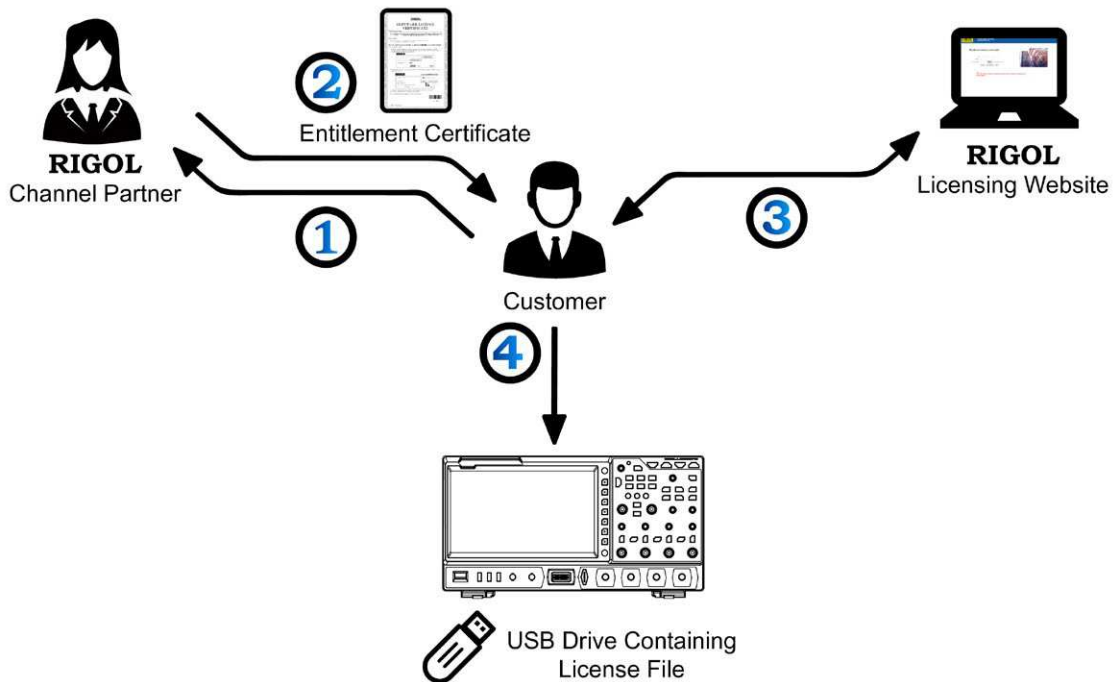 2
Entitlement Certificate
RIGOL
Channel Partner
1
RIGOL
Licensing Website
3
Customer
4
USB Drive Containing
License File